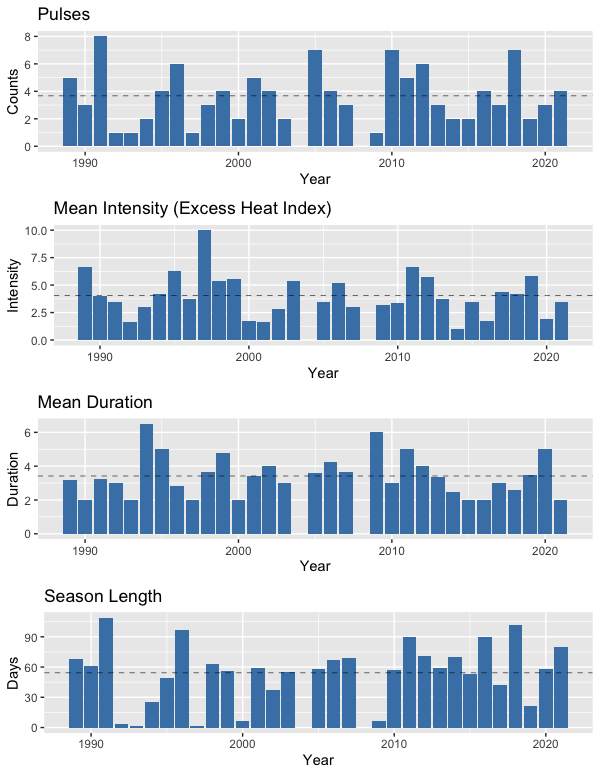 Pulses
8
6
4
2
0
Counts
1990 2000 2010 2020
Year
Mean Intensity (Excess Heat Index)
10.0
7.5
5.0
2.5
0.0
Intensity
1990 2000 2010 2020
Year
Mean Duration
6
4
2
0
Duration
1990 2000 2010 2020
Year
Season Length
90
60
30
0
Days
1990 2000 2010 2020
Year